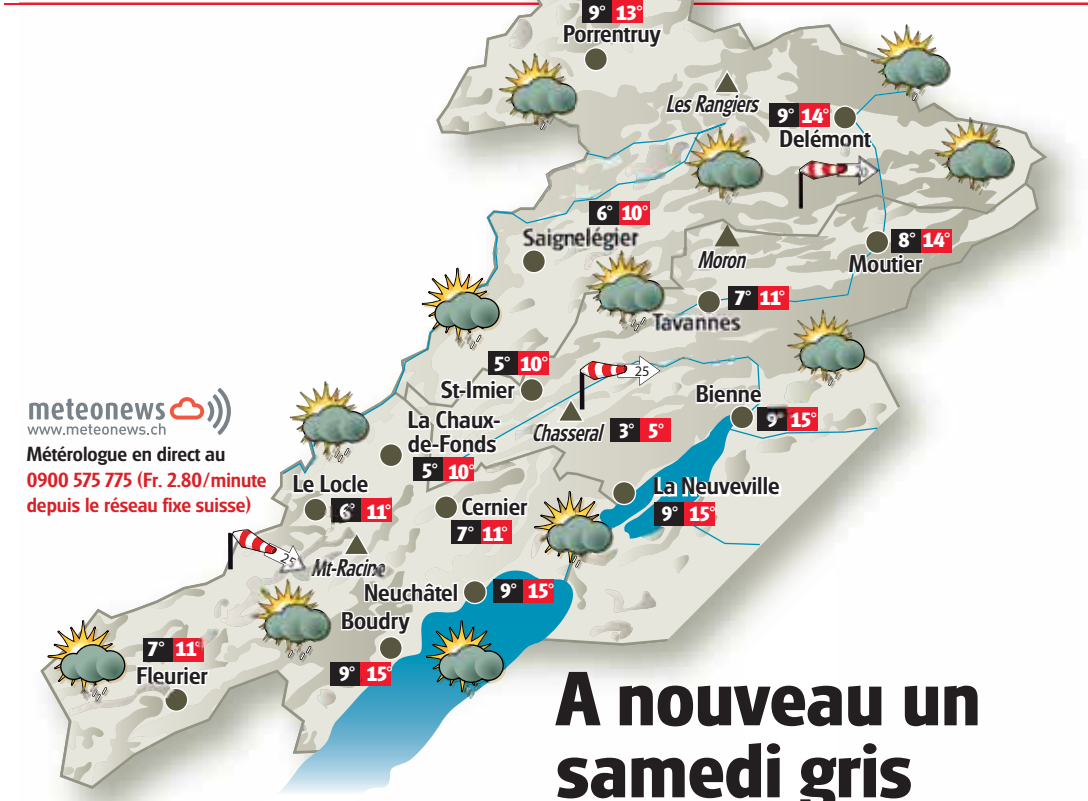 9° 13°
Porrentruy
Les Rangiers
9° 14°
Delémont
20
6° 10°
Saignelégier
Moron
8° 14°
Moutier
7° 11°
Tavannes
5° 10°
St-Imier
25
Bienne
9° 15°
Chasseral 3° 5°
meteonews
www.meteonews.ch
Météorologue en direct au
0900 575 775 (Fr. 2.80/minute
depuis le réseau fixe suisse)
La Chaux-
de-Fonds
5° 10°
Le Locle
6° 11°
Cernier
7° 11°
La Neuveville
9° 15°
25
Mt-Racine
Neuchâtel 9° 15°
Boudry
9° 15°
7° 11°
Fleurier
A nouveau un
samedi gris